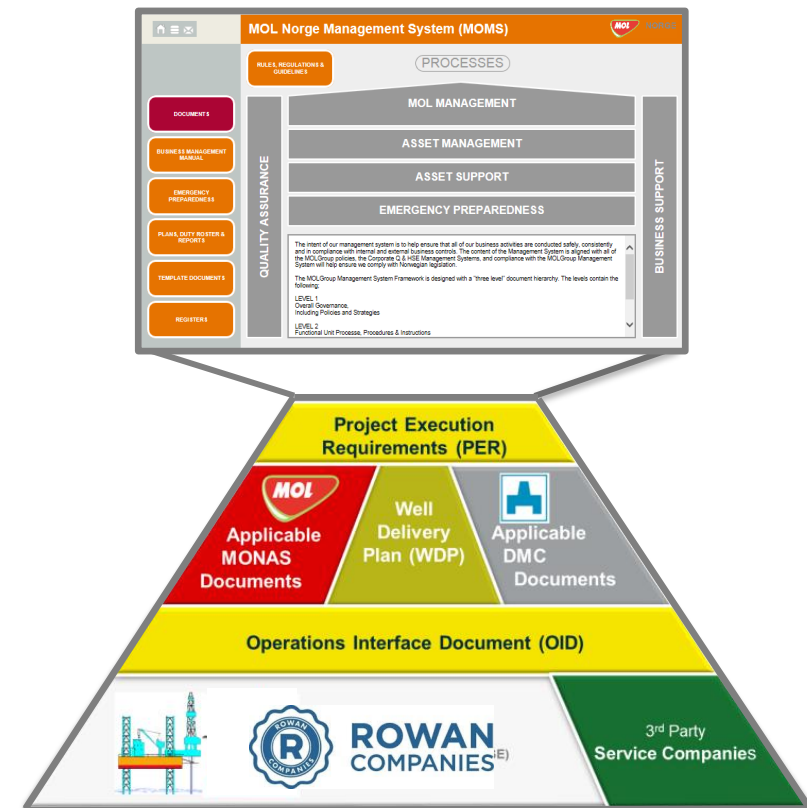 MOL Norge Management System (MOMS)
MOL
RULES, REGULATIONS &
GUIDELINES
PROCESSES
DOCUMENTS
BUSINESS MANAGEMENT
MANUAL
EMERGENCY
PREPAREDNESS
PLANS, DUTY ROSTER &
REPORTS
TEMPLATE DOCUMENTS
REGISTERS
QUALITY ASSURANCE
MOL MANAGEMENT
ASSET MANAGEMENT
ASSET SUPPORT
EMERGENCY PREPAREDNESS
BUSINESS SUPPORT
The intent of our management system is to help ensure that all of our business activities are conducted safely, consistently
and in compliance with internal and external business controls. The content of the Management System is aligned with all of
the MOLGroup policies, the Corporate Q & HSE Management Systems, and compliance with the MOLGroup Management
System will help ensure we comply with Norwegian legislation.
The MOLGroup Management System Framework is designed with a "three level" document hierarchy. The levels contain the
following:
LEVEL 1
Overall Governance,
Including Policies and Strategies
LEVEL 2
Functional Unit Processe, Procedures & Instructions
Project Execution
Requirements (PER)
MOL
Applicable
MONAS
Documents
Well
Delivery
Plan (WDP)
Applicable
DMC
Documents
Operations Interface Document (OID)
ROWAN
R
COMPANIES
ROWAN
COMPANIES
E)
3rd Party
Service Companies